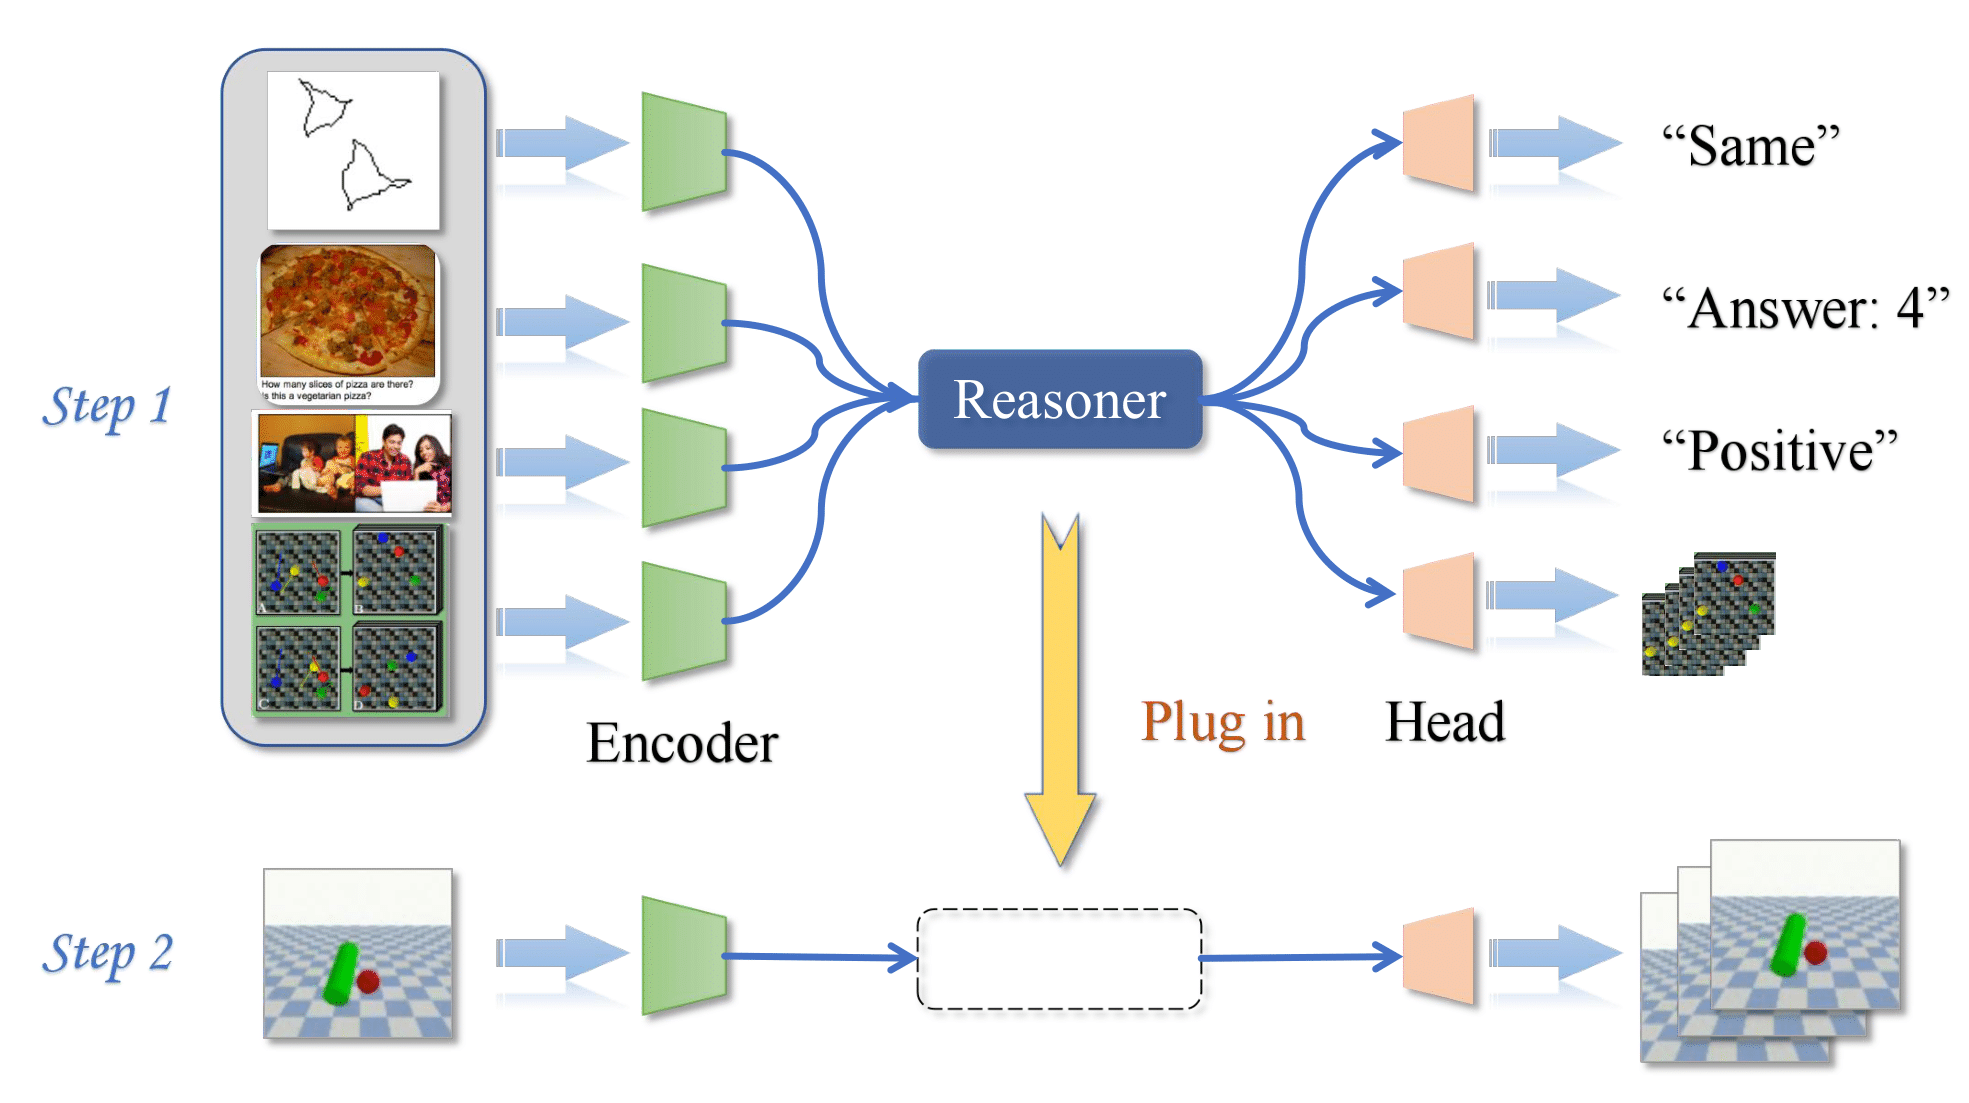 “Same”
How many slices of pizza are there?
Is this a vegetarian pizza?
“Answer: 4”
Step 1
Reasoner
“Positive”
A
B
C
D
Encoder
Plug in
Head
Step 2